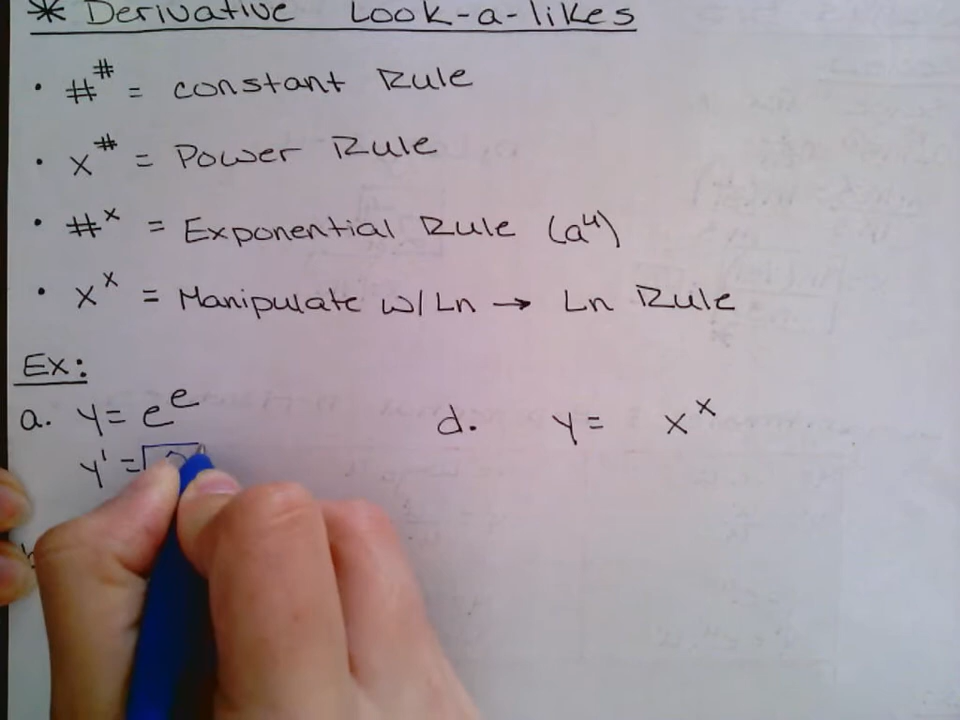 * Derivative Look-a-likes
• #^# = constant Rule
• x^# = Power Rule
• #^x = Exponential Rule (a^u)
• x^x = Manipulate w/Ln → Ln Rule
Ex:
a. y = e^e
y' =
d. y = x^x